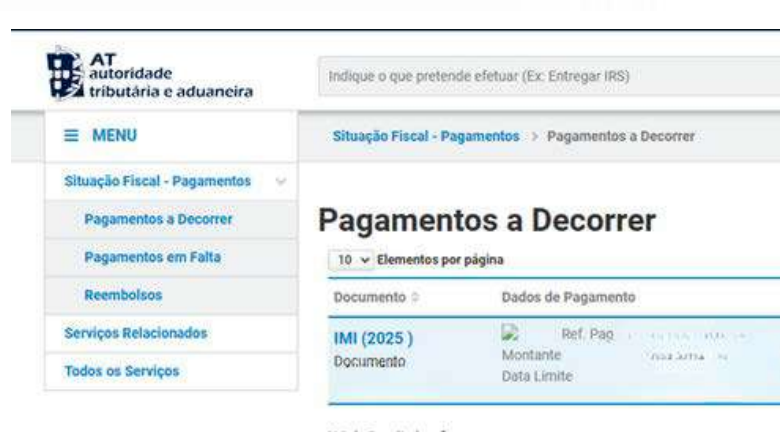 AT
autoridade
tributária e aduaneira
Indique o que pretende efetuar (Ex: Entregar IRS)
MENU
Situação Fiscal - Pagamentos > Pagamentos a Decorrer
Situação Fiscal - Pagamentos
Pagamentos a Decorrer
Pagamentos em Falta
Reembolsos
Serviços Relacionados
Todos os Serviços
Pagamentos a Decorrer
10 Elementos por página
Documento
Dados de Pagamento
IMI (2025 )
Documento
Ref. Pag
Montante
Data Limite